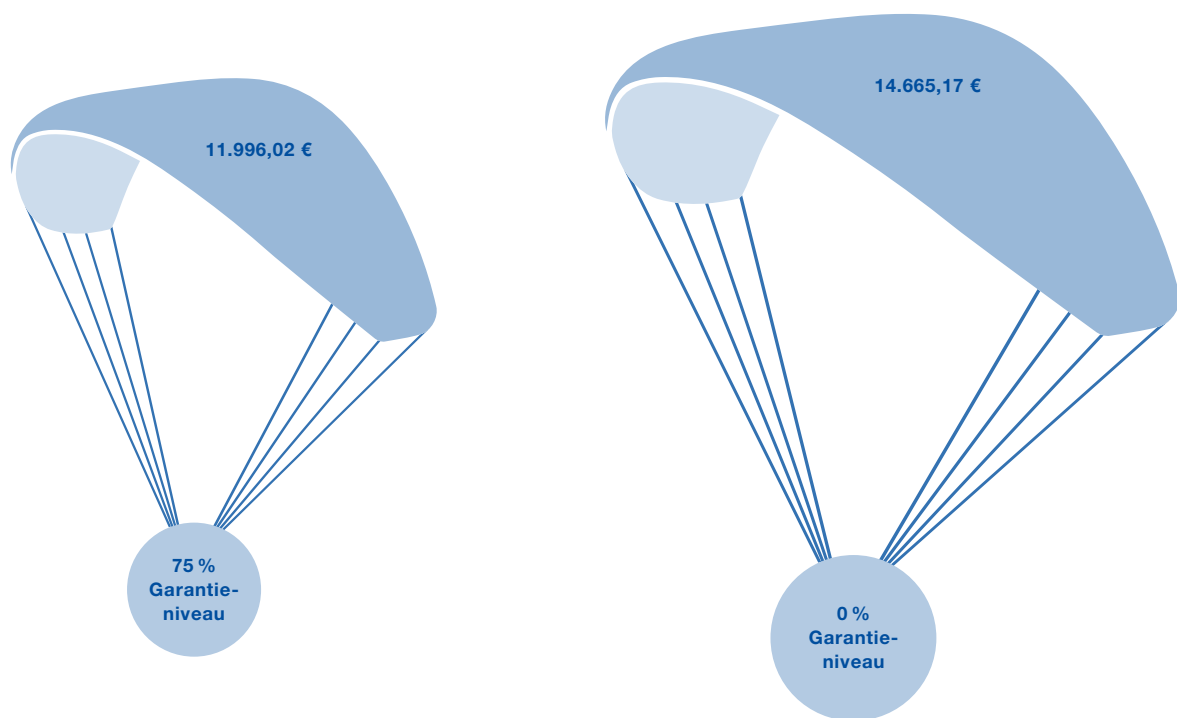 11.996,02 €
75 %
Garantie-
niveau
14.665,17 €
0 %
Garantie-
niveau